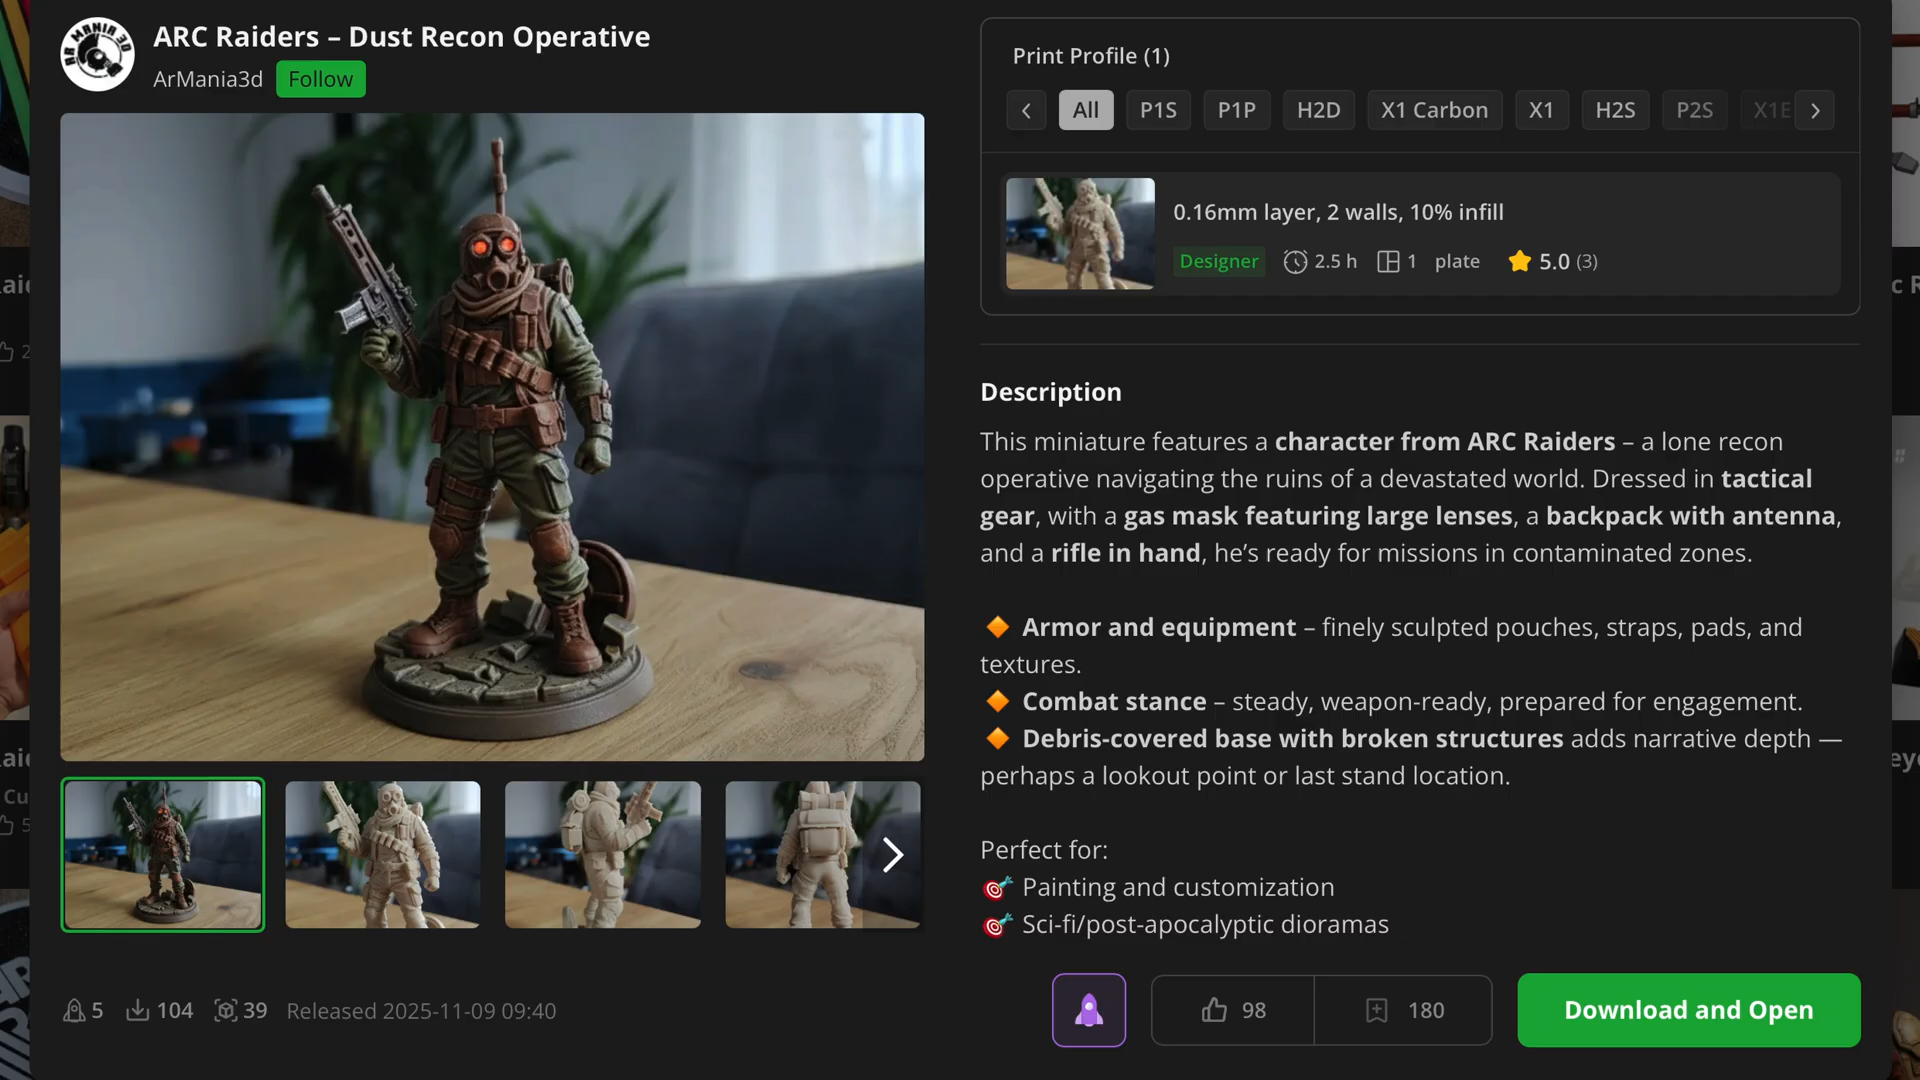 ARC Raiders – Dust Recon Operative
ArMania3d Follow
Print Profile (1)
All P1S P1P H2D X1 Carbon X1 H2S P2S X1E
0.16mm layer, 2 walls, 10% infill
Designer 2.5 h 1 plate 5.0 (3)
Description
This miniature features a character from ARC Raiders – a lone recon
operative navigating the ruins of a devastated world. Dressed in tactical
gear, with a gas mask featuring large lenses, a backpack with antenna,
and a rifle in hand, he’s ready for missions in contaminated zones.
🔶 Armor and equipment – finely sculpted pouches, straps, pads, and
textures.
🔶 Combat stance – steady, weapon-ready, prepared for engagement.
🔶 Debris-covered base with broken structures adds narrative depth —
perhaps a lookout point or last stand location.
Perfect for:
🎯 Painting and customization
🎯 Sci-fi/post-apocalyptic dioramas
5 104 39 Released 2025-11-09 09:40
98 180 Download and Open